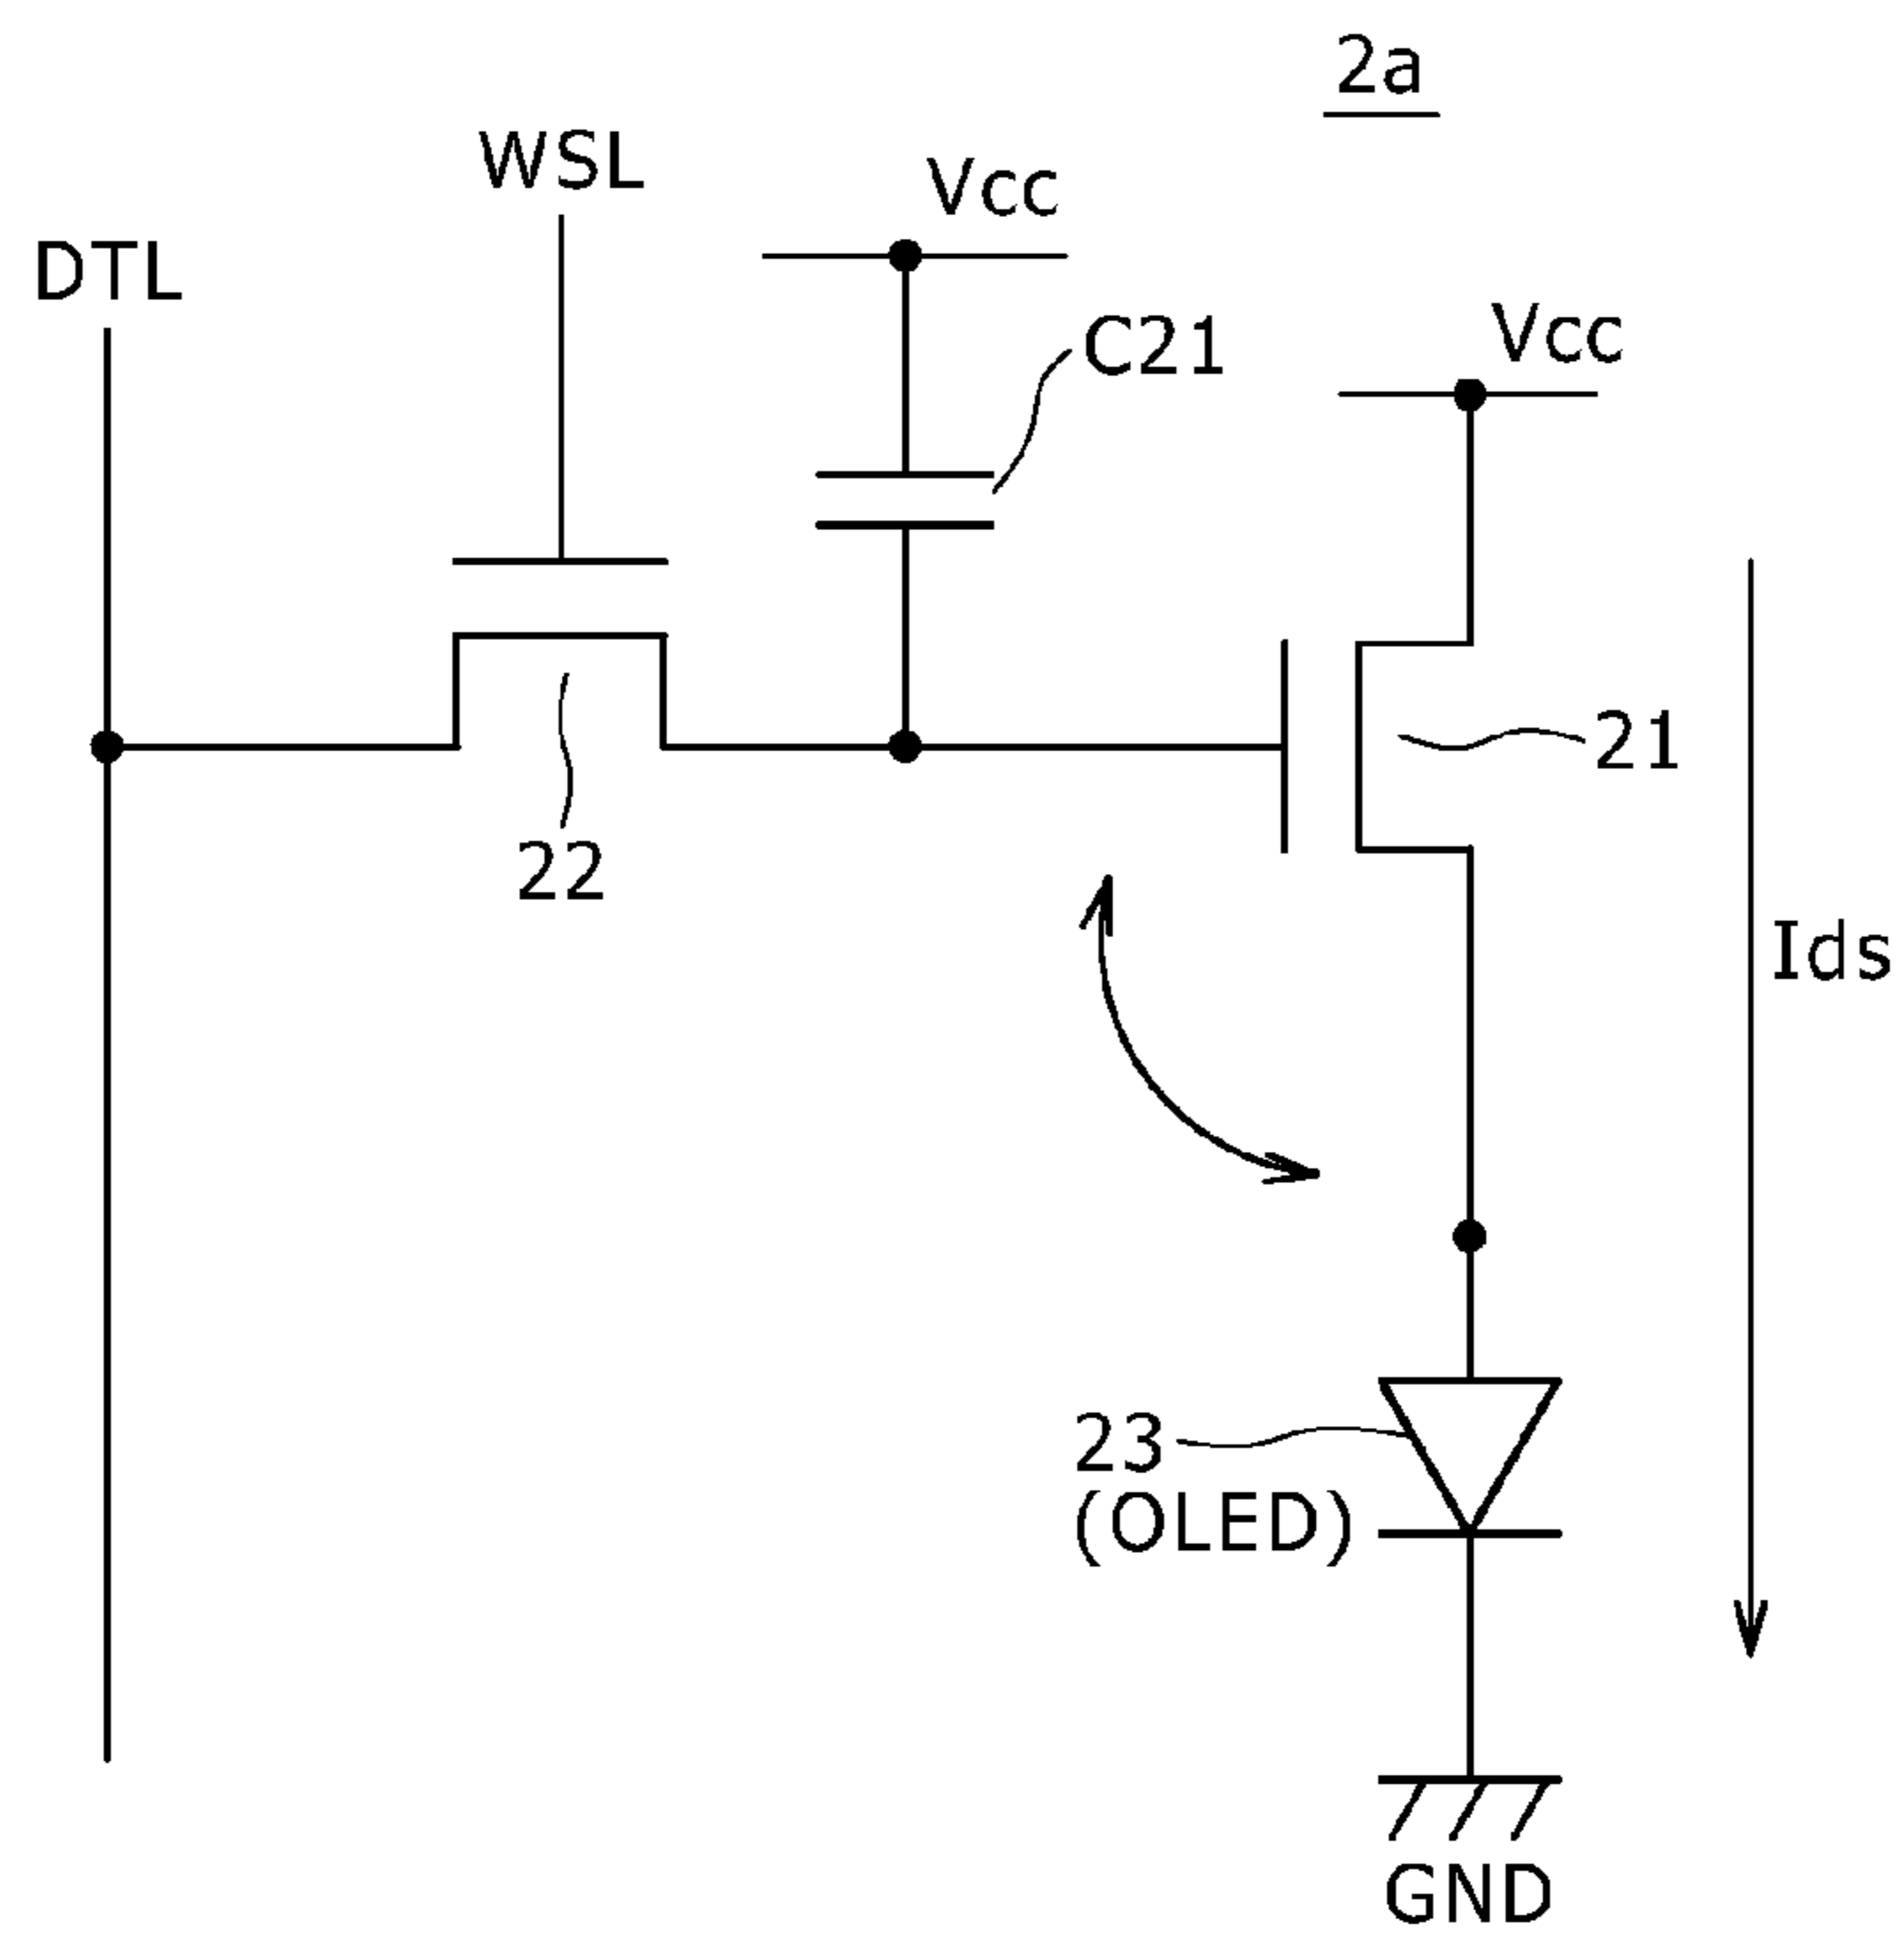 2a
WSL
Vcc
DTL
C21
Vcc
21
22
Ids
23
(OLED)
GND